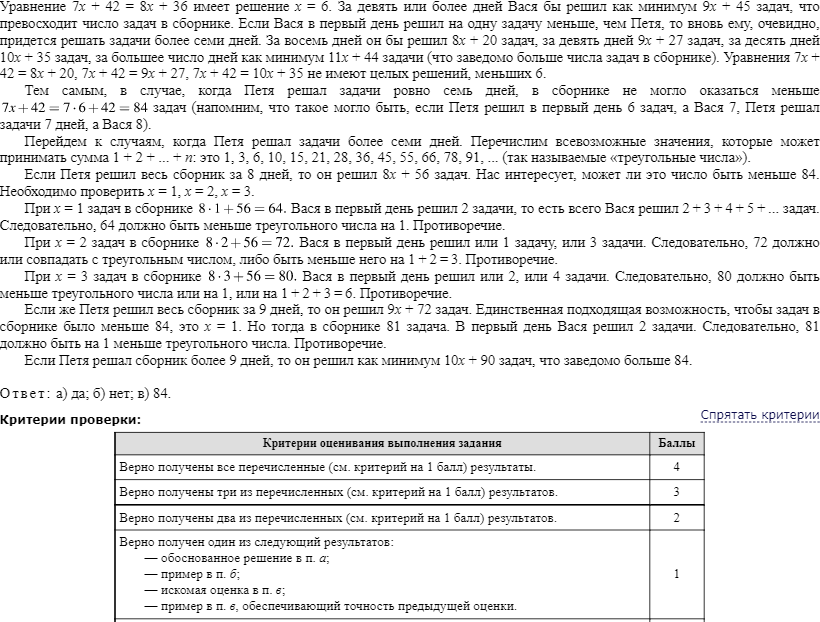 Уравнение 7x + 42 = 8x + 36 имеет решение x = 6. За девять или более дней Вася бы решил как минимум 9x + 45 задач, что
превосходит число задач в сборнике. Если Вася в первый день решил на одну задачу меньше, чем Петя, то вновь ему, очевидно,
придется решать задачи более семи дней. За восемь дней он бы решил 8x + 20 задач, за девять дней 9x + 27 задач, за десять дней
10x + 35 задач, за большее число дней как минимум 11x + 44 задачи (что заведомо больше числа задач в сборнике). Уравнения 7x +
42 = 8x + 20, 7x + 42 = 9x + 27, 7x + 42 = 10x + 35 не имеют целых решений, меньших 6.
Тем самым, в случае, когда Петя решал задачи ровно семь дней, в сборнике не могло оказаться меньше
7x + 42 = 7 · 6 + 42 = 84 задач (напомним, что такое могло быть, если Петя решил в первый день 6 задач, а Вася 7, Петя решал
задачи 7 дней, а Вася 8).
Перейдем к случаям, когда Петя решал задачи более семи дней. Перечислим всевозможные значения, которые может
принимать сумма 1 + 2 + ... + n: это 1, 3, 6, 10, 15, 21, 28, 36, 45, 55, 66, 78, 91, ... (так называемые «треугольные числа»).
Если Петя решил весь сборник за 8 дней, то он решил 8x + 56 задач. Нас интересует, может ли это число быть меньше 84.
Необходимо проверить x = 1, x = 2, x = 3.
При x = 1 задач в сборнике 8 · 1 + 56 = 64. Вася в первый день решил 2 задачи, то есть всего Вася решил 2 + 3 + 4 + 5 + ... задач.
Следовательно, 64 должно быть меньше треугольного числа на 1. Противоречие.
При x = 2 задач в сборнике 8 · 2 + 56 = 72. Вася в первый день решил или 1 задачу, или 3 задачи. Следовательно, 72 должно
или совпадать с треугольным числом, либо быть меньше него на 1 + 2 = 3. Противоречие.
При x = 3 задач в сборнике 8 · 3 + 56 = 80. Вася в первый день решил или 2, или 4 задачи. Следовательно, 80 должно быть
меньше треугольного числа или на 1, или на 1 + 2 + 3 = 6. Противоречие.
Если же Петя решил весь сборник за 9 дней, то он решил 9x + 72 задач. Единственная подходящая возможность, чтобы задач в
сборнике было меньше 84, это x = 1. Но тогда в сборнике 81 задача. В первый день Вася решил 2 задачи. Следовательно, 81
должно быть на 1 меньше треугольного числа. Противоречие.
Если Петя решал сборник более 9 дней, то он решил как минимум 10x + 90 задач, что заведомо больше 84.
Ответ: а) да; б) нет; в) 84.
Критерии проверки:
Спрятать критерии
Критерии оценивания выполнения задания
Баллы
Верно получены все перечисленные (см. критерий на 1 балл) результаты.
4
Верно получены три из перечисленных (см. критерий на 1 балл) результатов.
3
Верно получены два из перечисленных (см. критерий на 1 балл) результатов.
2
Верно получен один из следующий результатов:
— обоснованное решение в п. а;
— пример в п. б;
— искомая оценка в п. в;
— пример в п. в, обеспечивающий точность предыдущей оценки.
1